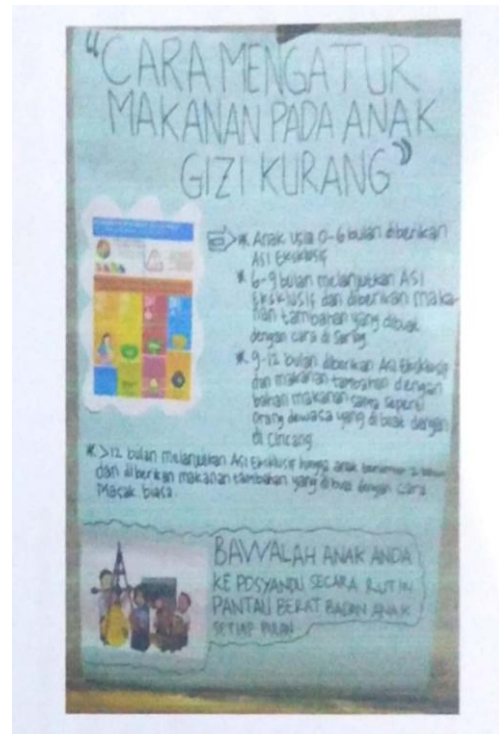 "CARA MENGATUR
MAKANAN PADA ANAK
GIZI KURANG"
* Anak usia 0-6 bulan diberikan
ASI Eksklusif
* 6-9 bulan melanjutkan ASI
Eksklusif dan diberikan maka-
nan tambahan yang dibuat
dengan cara di saring
* 9-12 bulan diberikan ASI Eksklusif
dan makanan tambahan dengan
bahan makanan sama seperti
orang dewasa yang dibuat dengan
di cincang
* >12 bulan melanjutkan ASI Eksklusif hingga anak berumur 2 tahun
dan diberikan makanan tambahan yang dibuat dengan cara
masak biasa
BAWALAH ANAK ANDA
KE POSYANDU SECARA RUTIN
PANTAU BERAT BADAN ANAK
SETIAP BULAN